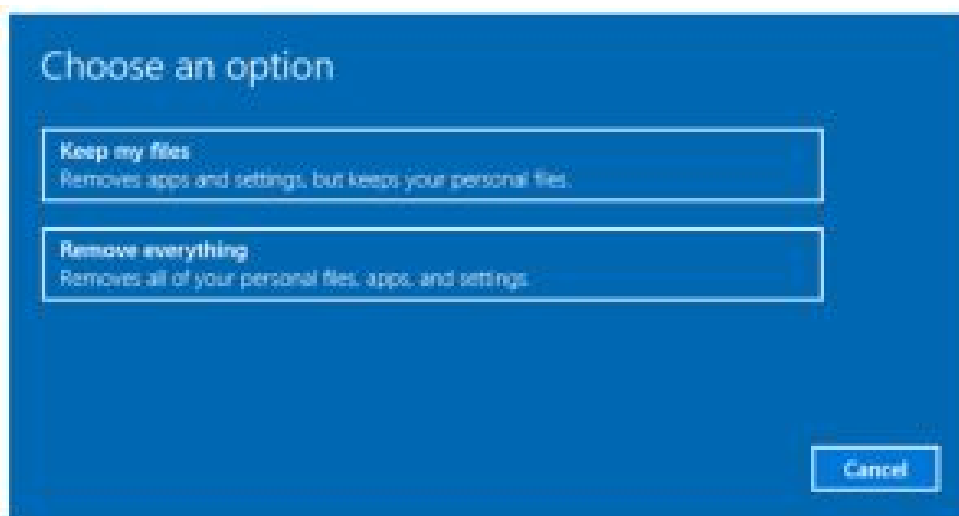 Choose an option
Keep my files
Removes apps and settings, but keeps your personal files.
Remove everything
Removes all of your personal files, apps, and settings.
Cancel